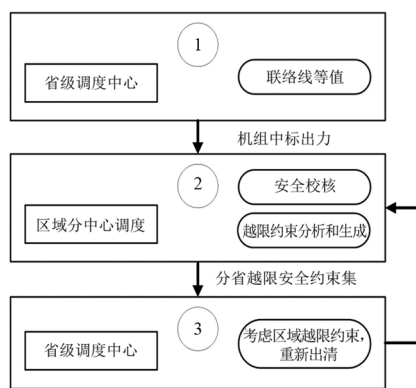 1
省级调度中心
联络线等值
机组中标出力
2
安全校核
区域分中心调度
越限约束分析和生成
分省越限安全约束集
3
省级调度中心
考虑区域越限约束,
重新出清